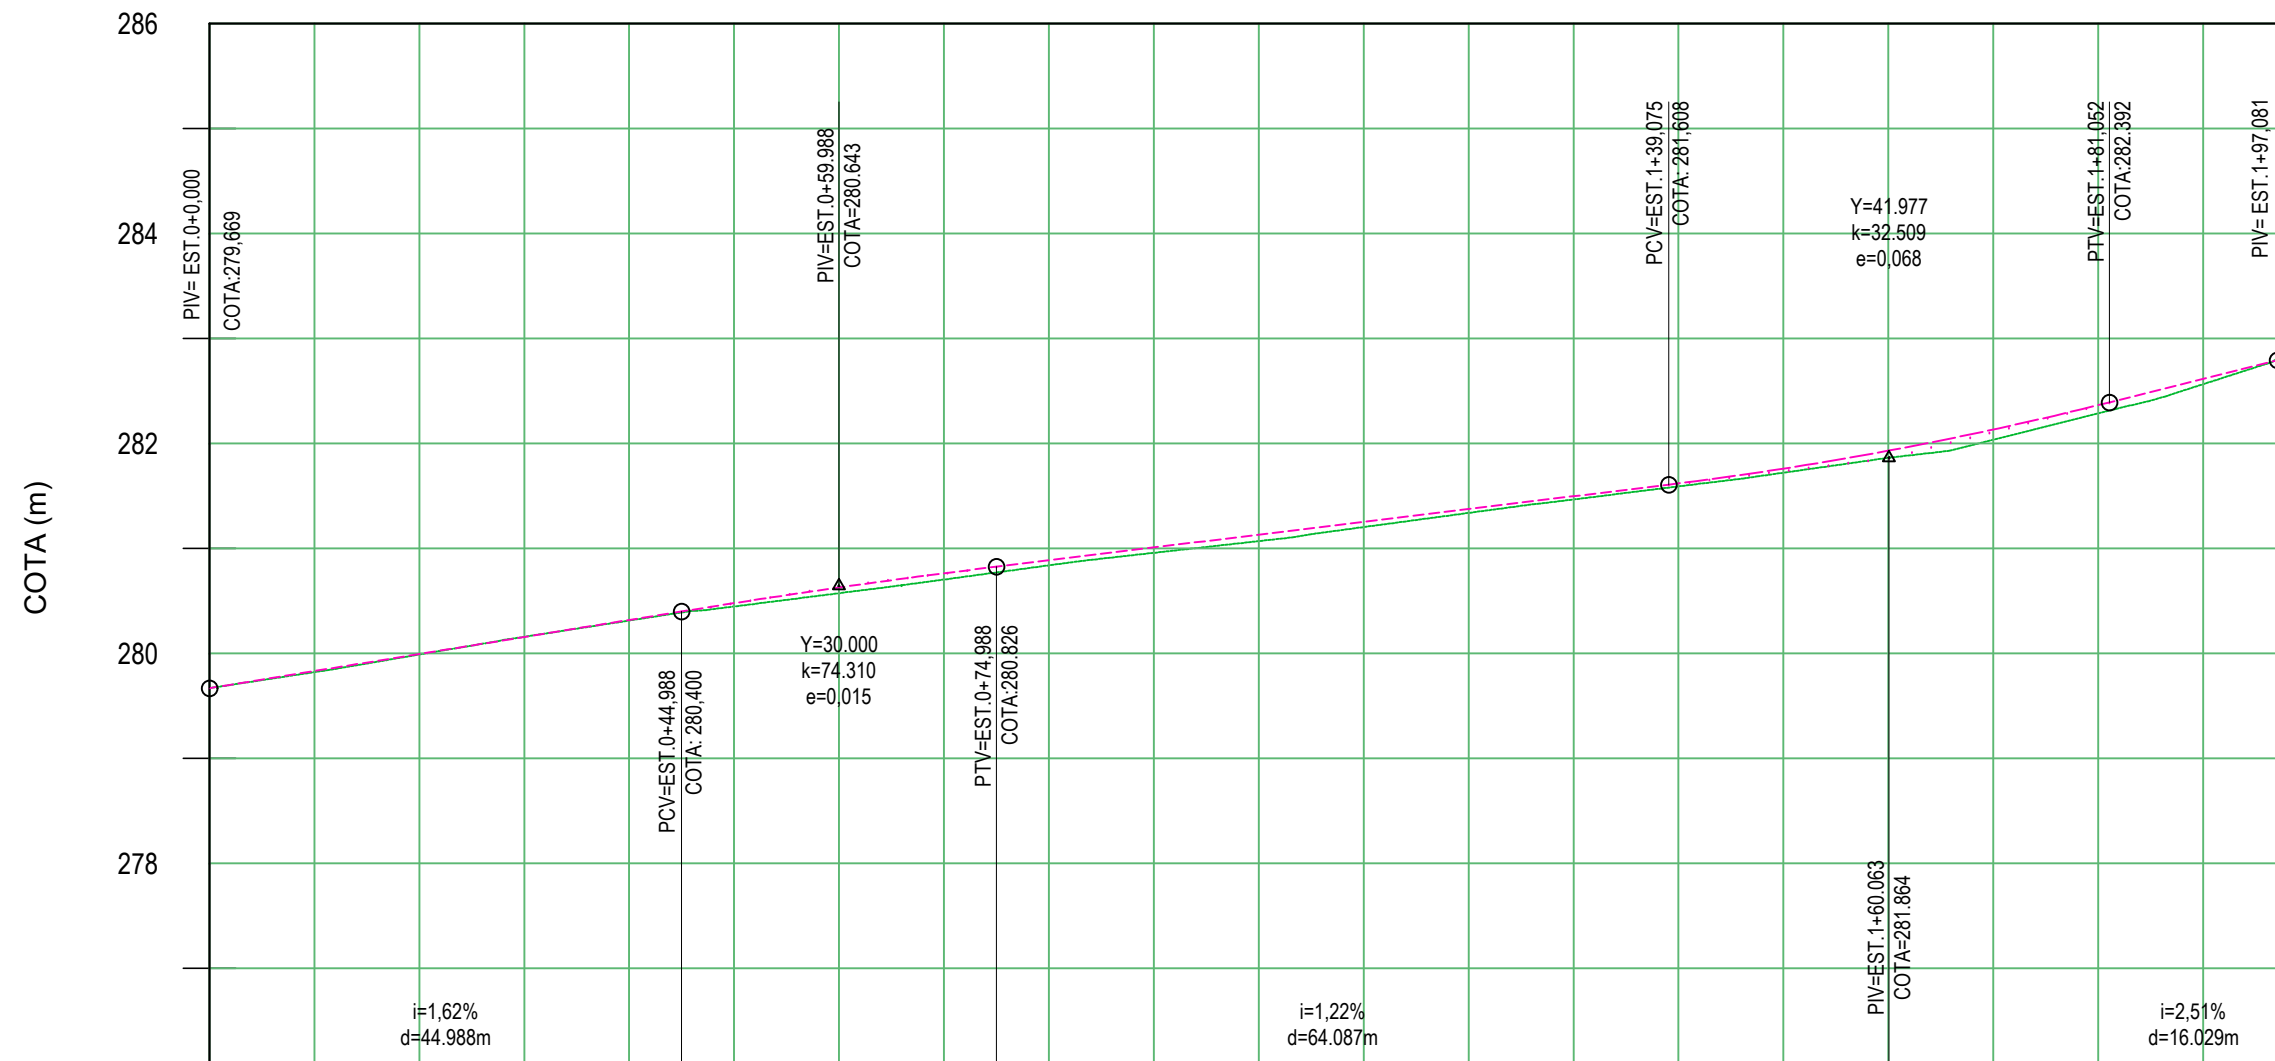 286
284
282
280
278
COTA (m)
PIV= EST.0+0,000
COTA:279,669
PIV=EST.0+59.988
COTA=280.643
PCV=EST.1+39,075
COTA: 281,608
Y=41.977
k=32.509
e=0,068
PTV=EST.1+81,052
COTA:282.392
PIV= EST.1+97,081
Y=30.000
k=74.310
e=0,015
PCV=EST.0+44,988
COTA: 280,400
PTV=EST.0+74,988
COTA:280.826
PIV=EST.1+60.063
COTA=281.864
i=1,62%
d=44.988m
i=1,22%
d=64.087m
i=2,51%
d=16.029m